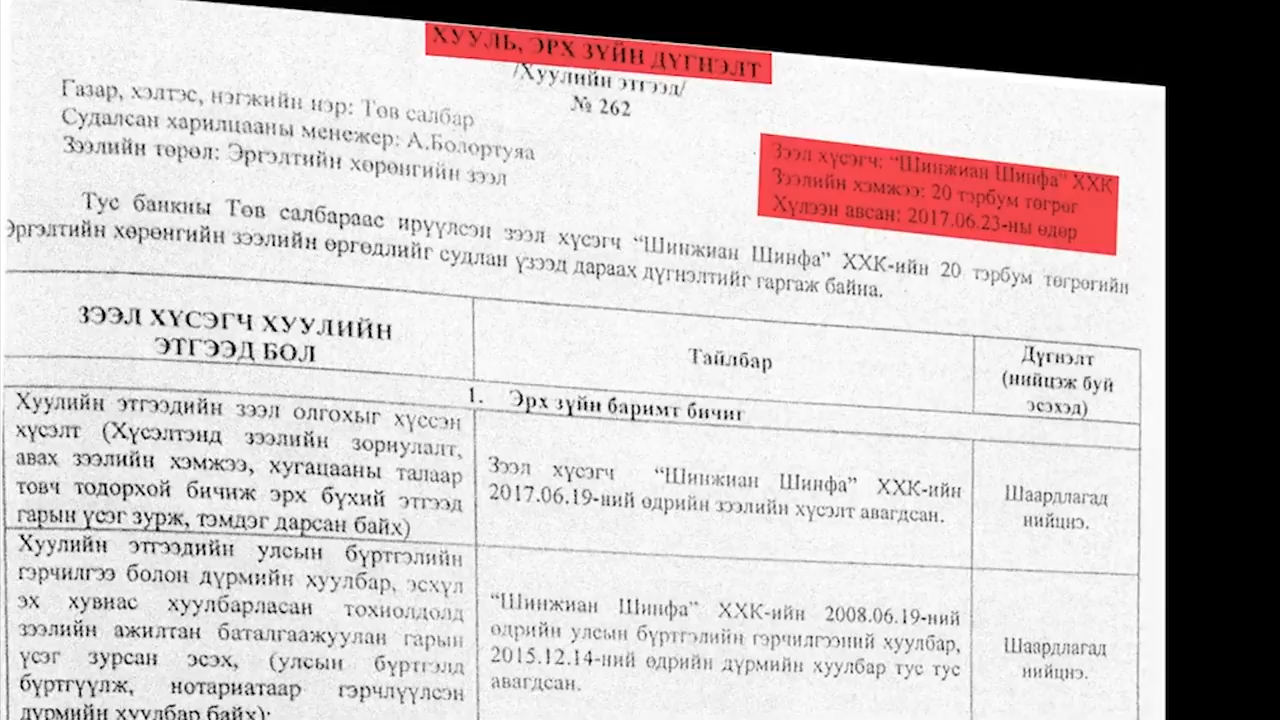 ХУУЛЬ, ЭРХ ЗҮЙН ДҮГНЭЛТ
/Хуулийн этгээд/
№ 262
Газар, хэлтэс, нэгжийн нэр: Төв салбар
Судалсан харилцааны менежер: А.Болортуяа
Зээлийн төрөл: Эргэлтийн хөрөнгийн зээл
Зээл хүсэгч: “Шинжиан Шинфа” ХХК
Зээлийн хэмжээ: 20 тэрбум төгрөг
Хүлээн авсан: 2017.06.23-ны өдөр
Тус банкны Төв салбараас ирүүлсэн зээл хүсэгч “Шинжиан Шинфа” ХХК-ийн 20 тэрбум төгрөгийн
Эргэлтийн хөрөнгийн зээлийн өргөдлийг судлан үзээд дараах дүгнэлтийг гаргаж байна.
ЗЭЭЛ ХҮСЭГЧ ХУУЛИЙН
ЭТГЭЭД БОЛ
Тайлбар
Дүгнэлт
(нийцэж буй
эсэхэд)
1. Эрх зүйн баримт бичиг
Хуулийн этгээдийн зээл олгохыг хүссэн
хүсэлт (Хүсэлтэнд зээлийн зориулалт,
авах зээлийн хэмжээ, хугацааны талаар
товч тодорхой бичиж эрх бүхий этгээд
гарын үсэг зурж, тэмдэг дарсан байх)
Зээл хүсэгч “Шинжиан Шинфа” ХХК-ийн
2017.06.19-ний өдрийн зээлийн хүсэлт авагдсан.
Шаардлагад
нийцнэ.
Хуулийн этгээдийн улсын бүртгэлийн
гэрчилгээ болон дүрмийн хуулбар, эсхүл
эх хувиас хуулбарласан тохиолдолд
зээлийн ажилтан баталгаажуулан гарын
үсэг зурсан эсэх, (улсын бүртгэлд
бүртгүүлж, нотариатаар гэрчлүүлсэн
дүрмийн хуулбар байх);
“Шинжиан Шинфа” ХХК-ийн 2008.06.19-ний
өдрийн улсын бүртгэлийн гэрчилгээний хуулбар,
2015.12.14-ний өдрийн дүрмийн хуулбар тус тус
авагдсан.
Шаардлагад
нийцнэ.